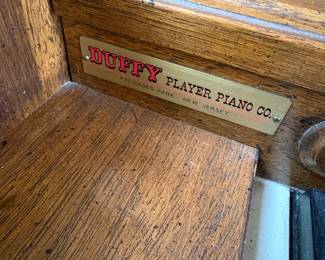 DUFFY PLAYER PIANO CO.
PALISADES PARK NEW JERSEY